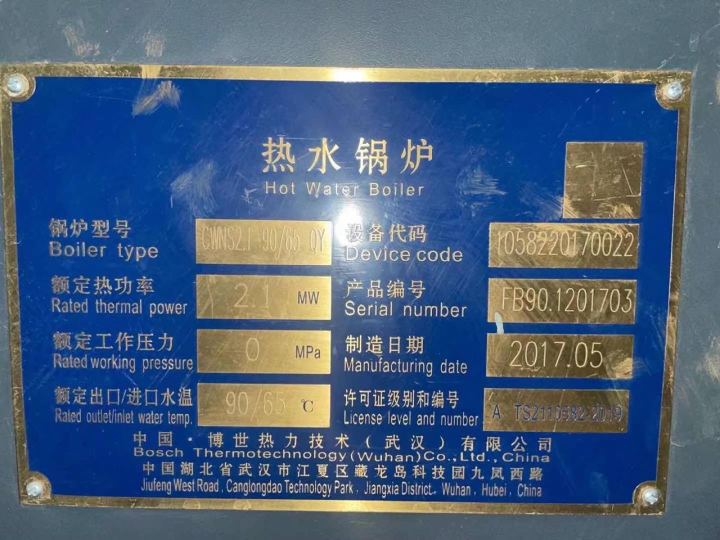 热水锅炉
Hot Water Boiler
锅炉型号 CWNS2.1-90/65 QY 设备代码 1058220170022
Boiler type Device code
额定热功率 2.1 MW 产品编号 FB90.1201703
Rated thermal power Serial number
额定工作压力 0 MPa 制造日期 2017.05
Rated working pressure Manufacturing date
额定出口/进口水温 90/65 ℃ 许可证级别和编号 A TS2110582-2019
Rated outlet/inlet water temp. License level and number
中国·博世热力技术(武汉)有限公司
Bosch Thermotechnology(Wuhan)Co.,Ltd.,China
中国湖北省武汉市江夏区藏龙岛科技园九凤西路
Jiufeng West Road, Canglongdao Technology Park, Jiangxia District, Wuhan, Hubei, China